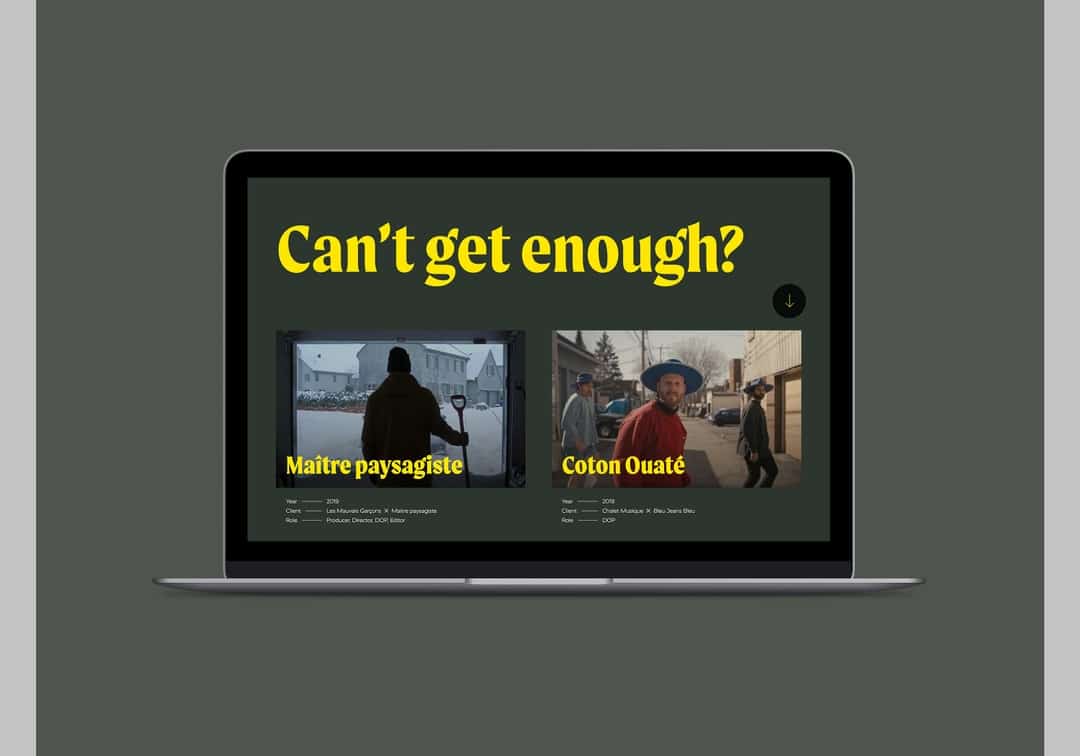 Can't get enough?
Maître paysagiste
Coton Ouaté
Year 2019
Client Les Mauvais Garçons X Maitre paysagiste
Role Producer, Director, DOP, Editor
Year 2019
Client Chalet Musique X Bleu Jeans Bleu
Role DOP